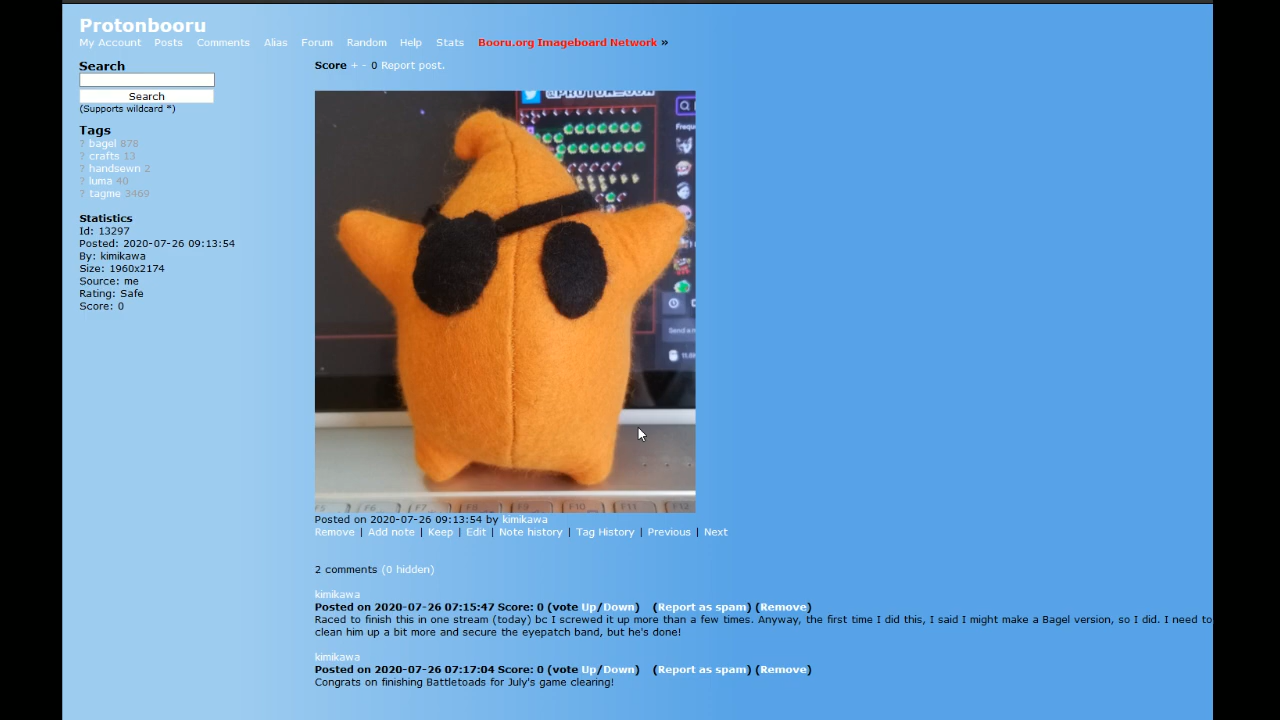 Protonbooru
My Account Posts Comments Alias Forum Random Help Stats Booru.org Imageboard Network »
Search
Search
(Supports wildcard *)
Tags
? bagel 878
? crafts 13
? handsewn 2
? luma 40
? tagme 3469
Statistics
Id: 13297
Posted: 2020-07-26 09:13:54
By: kimikawa
Size: 1960x2174
Source: me
Rating: Safe
Score: 0
Score + - 0 Report post.
F5 F6 F7 F8 F9 F10 F11
Posted on 2020-07-26 09:13:54 by kimikawa
Remove | Add note | Keep | Edit | Note history | Tag History | Previous | Next
2 comments (0 hidden)
kimikawa
Posted on 2020-07-26 07:15:47 Score: 0 (vote Up/Down) (Report as spam) (Remove)
Raced to finish this in one stream (today) bc I screwed it up more than a few times. Anyway, the first time I did this, I said I might make a Bagel version, so I did. I need to
clean him up a bit more and secure the eyepatch band, but he's done!
kimikawa
Posted on 2020-07-26 07:17:04 Score: 0 (vote Up/Down) (Report as spam) (Remove)
Congrats on finishing Battletoads for July's game clearing!